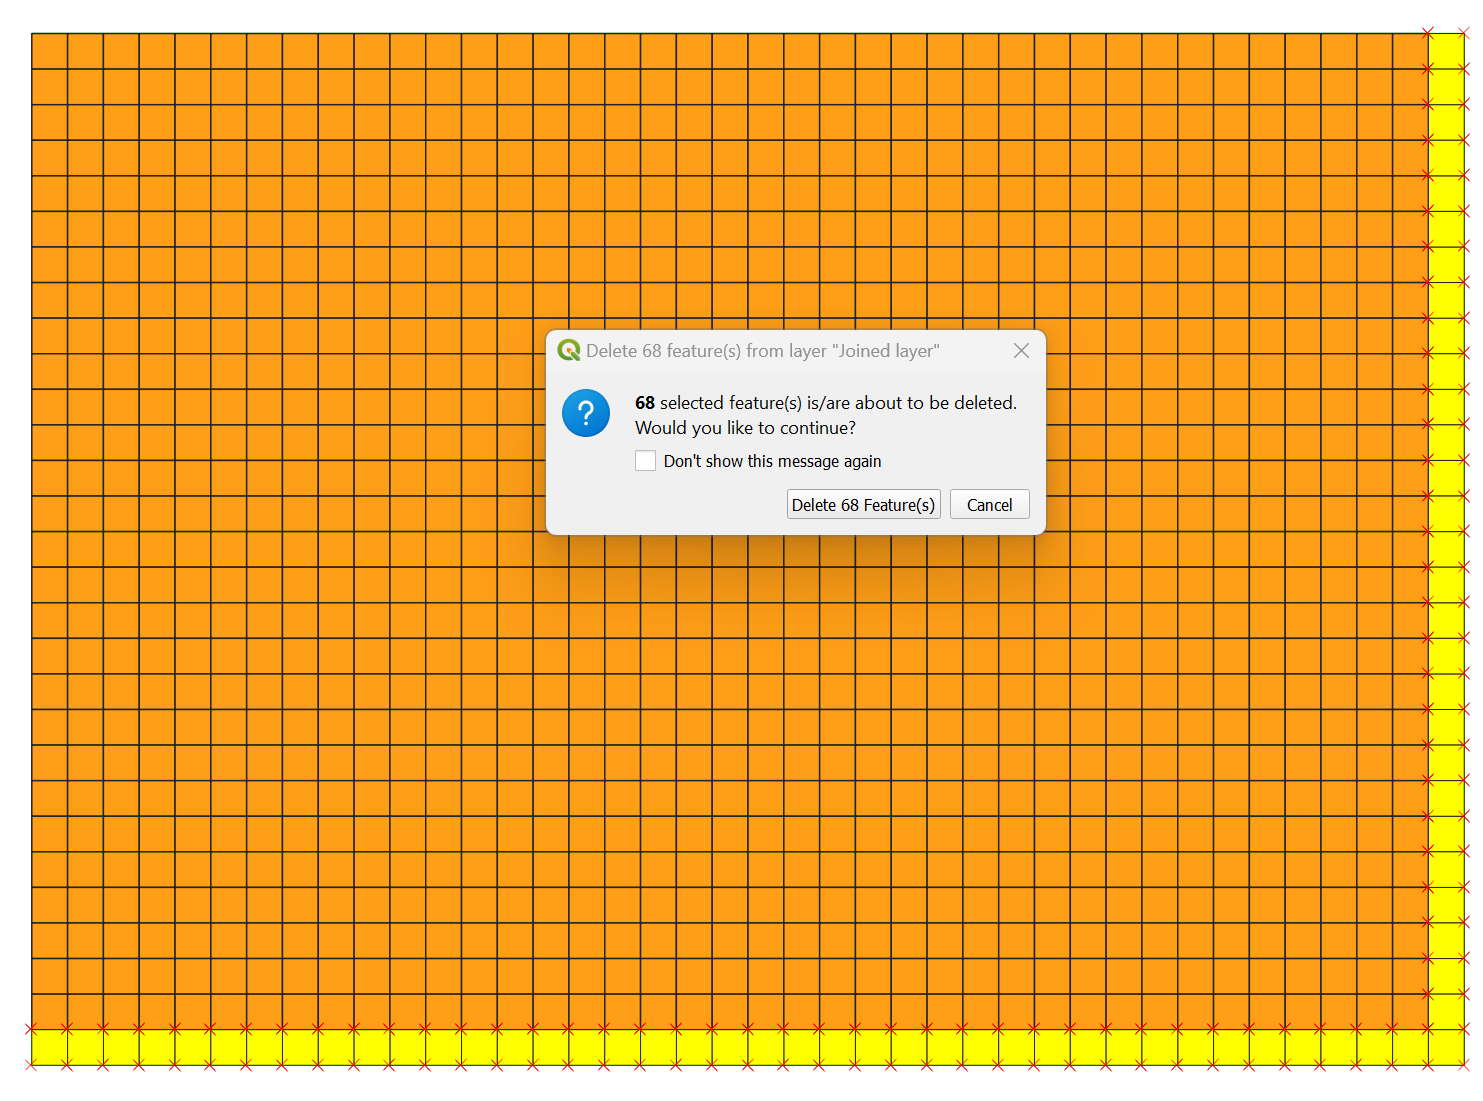 Delete 68 feature(s) from layer "Joined layer"
68 selected feature(s) is/are about to be deleted.
Would you like to continue?
Don't show this message again
Delete 68 Feature(s) Cancel